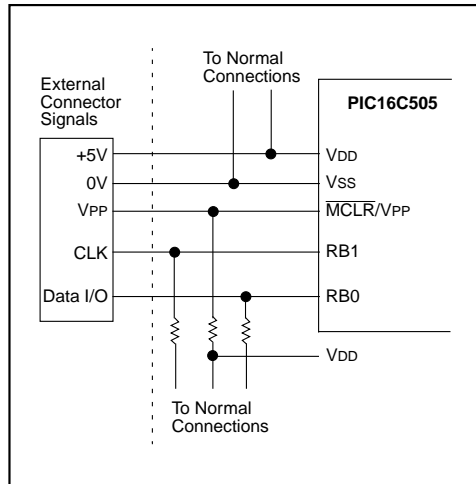 To Normal
Connections
External
Connector
Signals
PIC16C505
+5V
VDD
0V
VSS
VPP
MCLR/VPP
CLK
RB1
Data I/O
RB0
VDD
To Normal
Connections